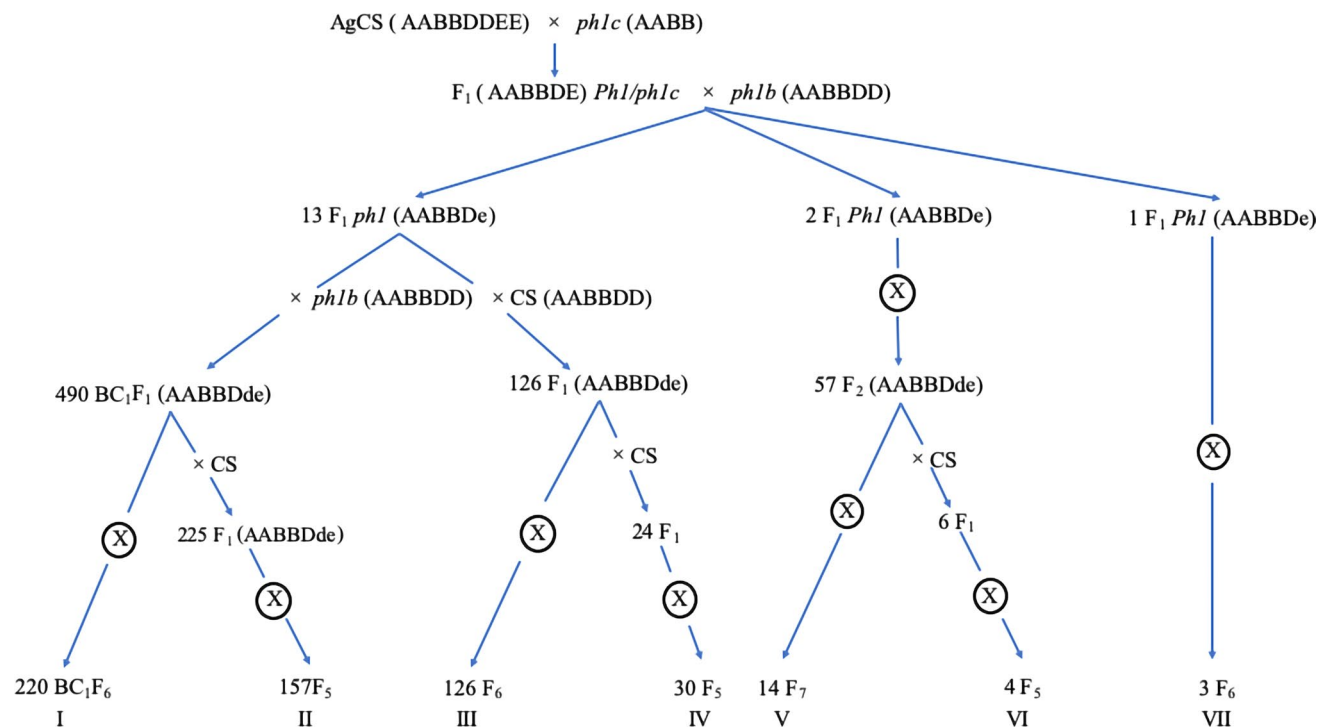 AgCS ( AABBDDEE) × ph1c (AABB)
F₁ ( AABBDE) Ph1/ph1c × ph1b (AABBDD)
13 F₁ ph1 (AABBDe) 2 F₁ Ph1 (AABBDe) 1 F₁ Ph1 (AABBDe)
× ph1b (AABBDD) × CS (AABBDD) X
490 BC₁F₁ (AABBDde) 126 F₁ (AABBDde) 57 F₂ (AABBDde)
× CS × CS × CS X
X 225 F₁ (AABBDde) X 24 F₁ X 6 F₁
X X X
220 BC₁F₆ 157F₅ 126 F₆ 30 F₅ 14 F₇ 4 F₅ 3 F₆
I II III IV V VI VII